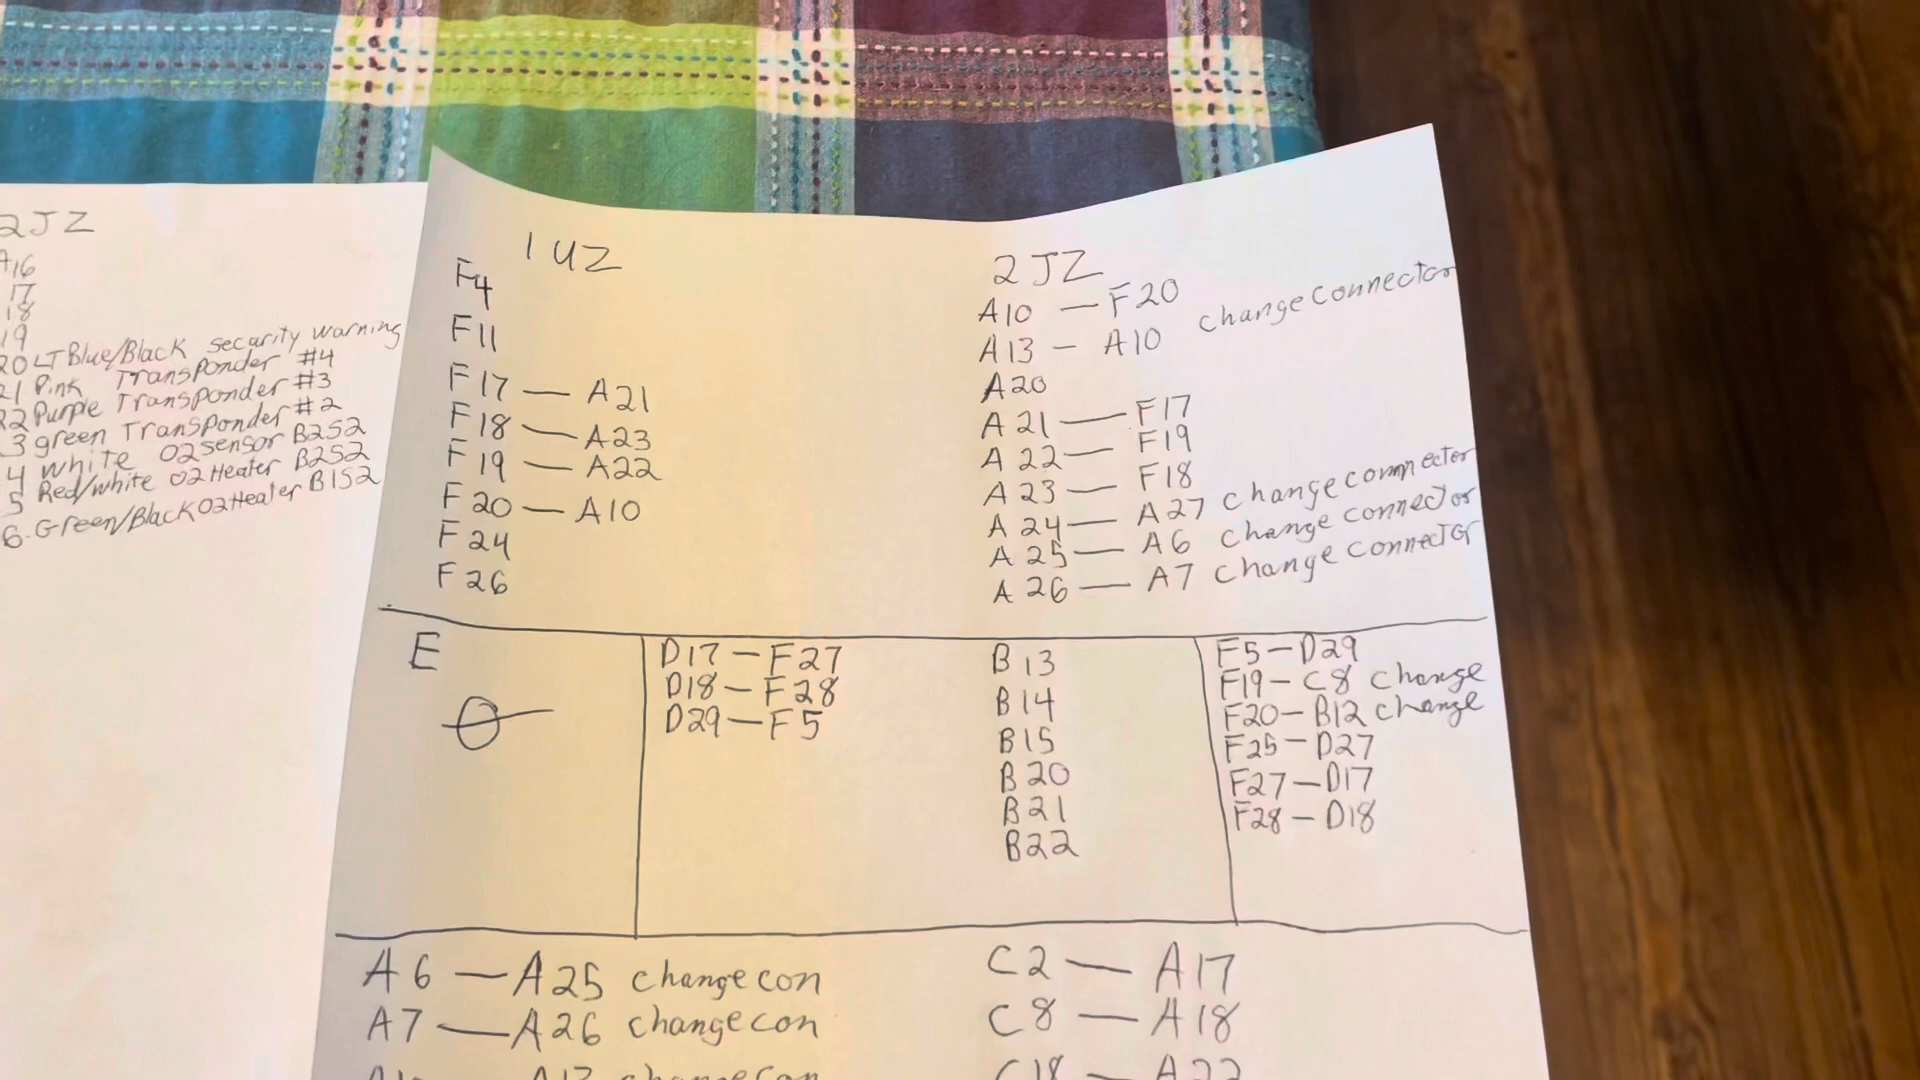 2JZ
A16
17
18
19
20 LT Blue/Black security warning
21 Pink Transponder #4
22 Purple Transponder #3
3 green Transponder #2
4 white O2 sensor B2S2
5 Red/white O2 Heater B2S2
6. Green/Black O2 Heater B1S2
1UZ
F4
F11
F17 — A21
F18 — A23
F19 — A22
F20 — A10
F24
F26
2JZ
A10 — F20
A13 — A10 change connector
A20
A21 — F17
A22 — F19
A23 — F18
A24 — A27 change connector
A25 — A6 change connector
A26 — A7 change connector
E
D17 — F27
D18 — F28
D29 — F5
B13
B14
B15
B20
B21
B22
F5 — D29
F19 — C8 change
F20 — B12 change
F25 — D27
F27 — D17
F28 — D18
A6 — A25 change con
A7 — A26 change con
A13 change con
C2 — A17
C8 — A18
C18 — A22